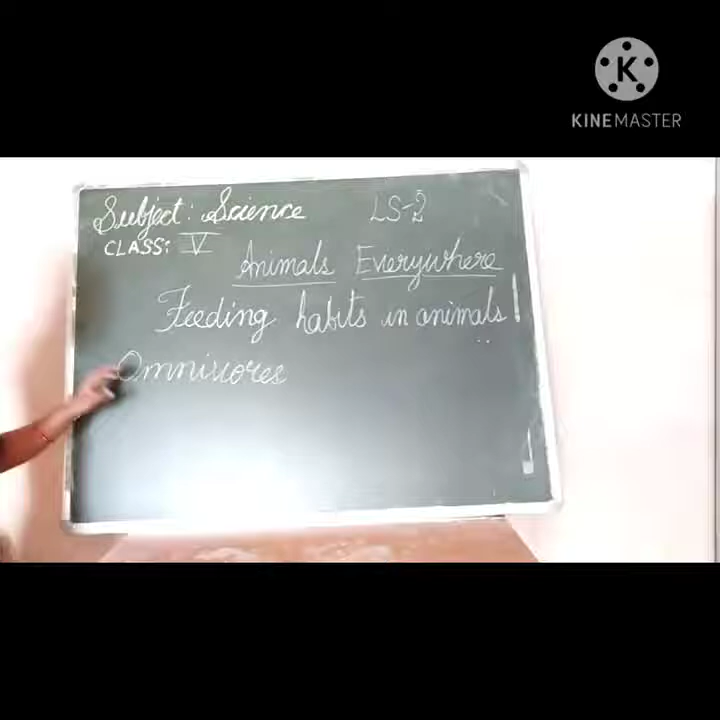 KINEMASTER
Subject: Science LS-2
CLASS: V
Animals Everywhere
Feeding habits in animals
Omnivores